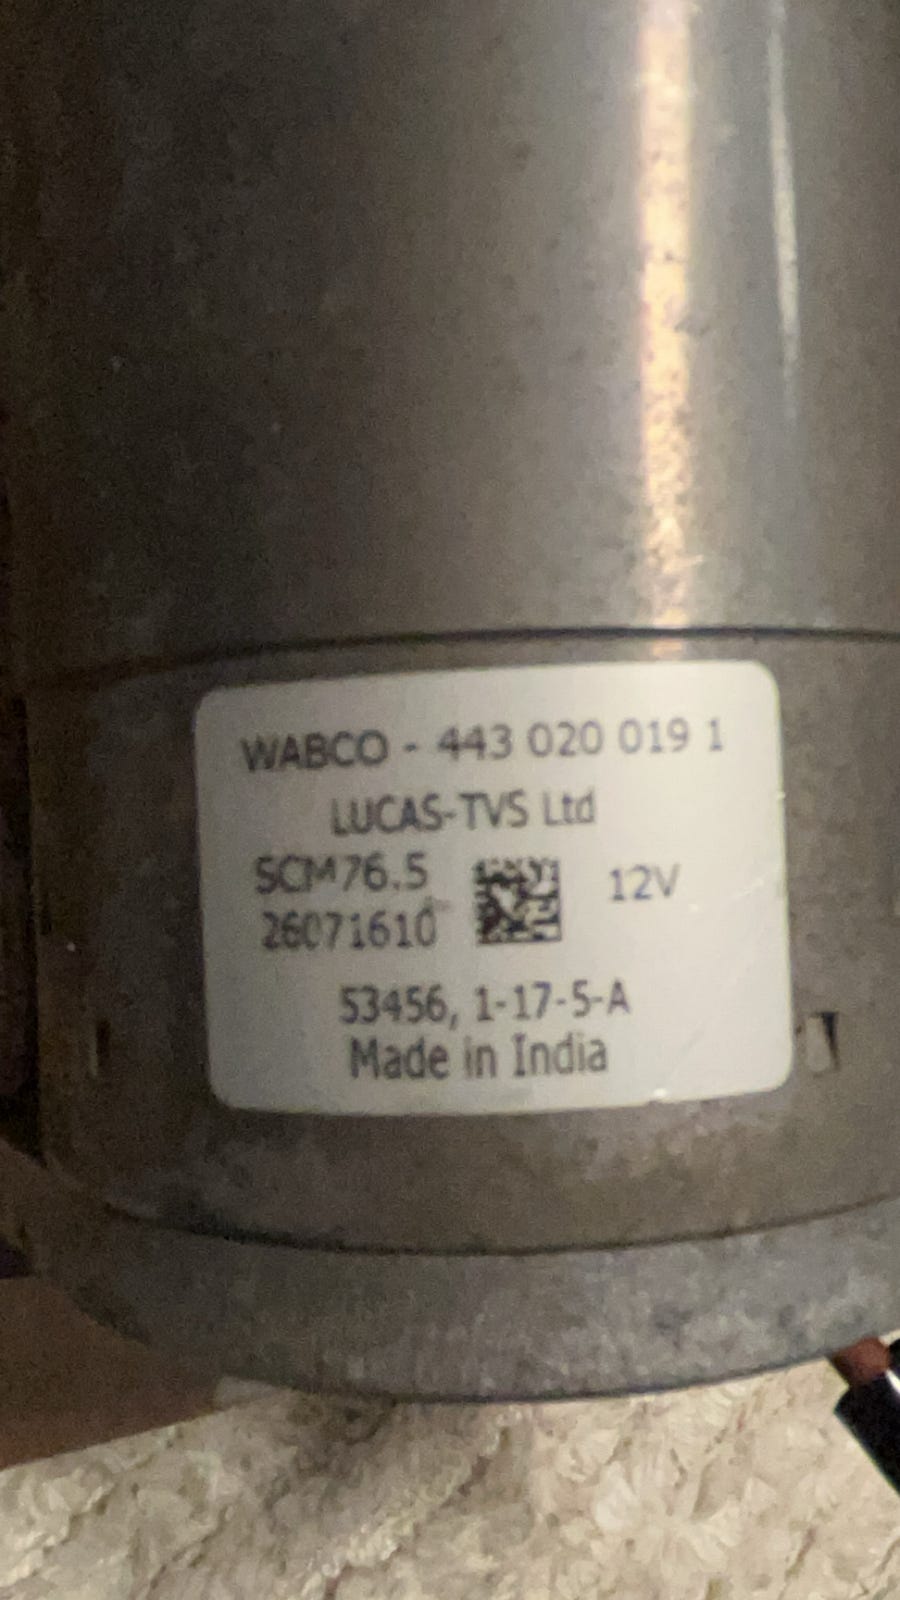 WABCO - 443 020 019 1
LUCAS-TVS Ltd
SCM76.5
26071610
12V
53456, 1-17-5-A
Made in India